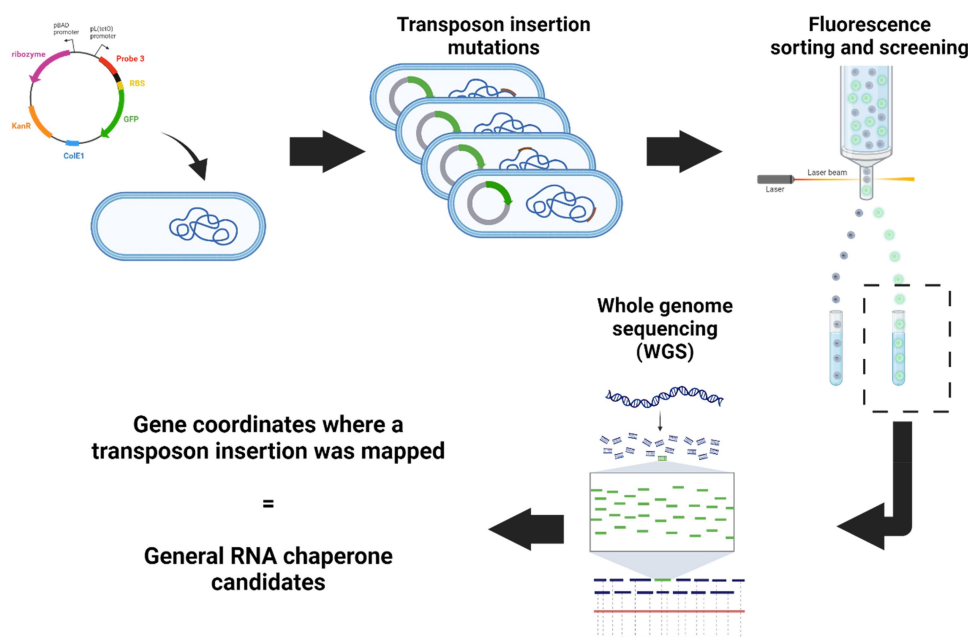 pBAD
promoter
pL(tetO)
promoter
ribozyme
Probe 3
RBS
GFP
KanR
ColE1
Transposon insertion
mutations
Fluorescence
sorting and screening
Laser beam
Laser
Whole genome
sequencing
(WGS)
Gene coordinates where a
transposon insertion was mapped
=
General RNA chaperone
candidates